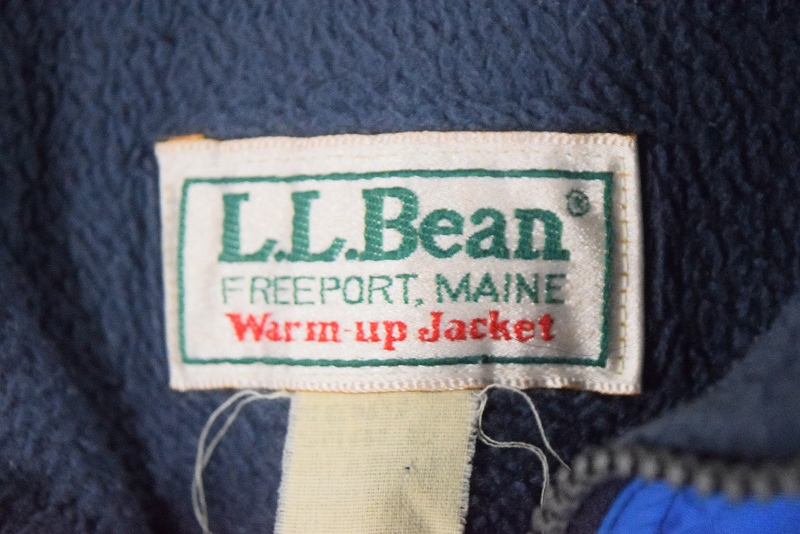 L.L.Bean®
FREEPORT, MAINE
Warm-up Jacket